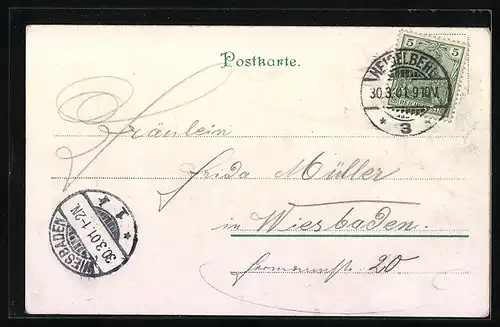 Postkarte.
5 5
HEIDELBERG
30.3.01.9-10V.
* 3 *
Fräulein
Frida Müller
in Wiesbaden.
20
WIESBADEN
30.3.01.1-2N.
* 1 *